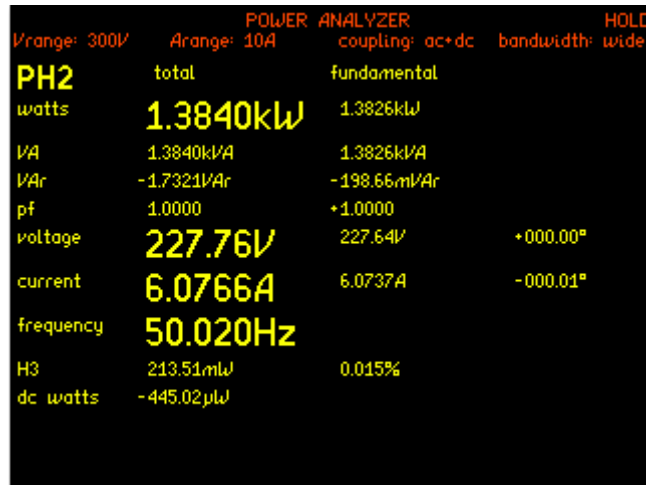 POWER ANALYZER HOLD
Vrange: 300V Arange: 10A coupling: ac+dc bandwidth: wide
PH2 total fundamental
watts 1.3840kW 1.3826kW
VA 1.3840kVA 1.3826kVA
VAr -1.7321VAr -198.66mVAr
pf 1.0000 +1.0000
voltage 227.76V 227.64V +000.00°
current 6.0766A 6.0737A -000.01°
frequency 50.020Hz
H3 213.51mW 0.015%
dc watts -445.02µW